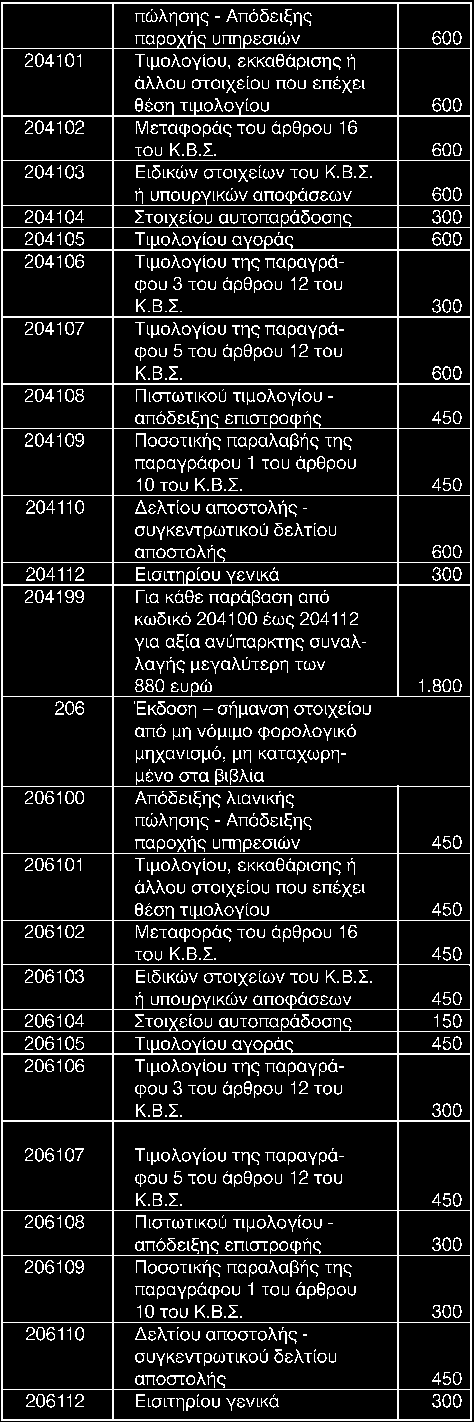 πώλησης - Απόδειξης
παροχής υπηρεσιών 600
204101 Τιμολογίου, εκκαθάρισης ή
άλλου στοιχείου που επέχει
θέση τιμολογίου 600
204102 Μεταφοράς του άρθρου 16
του Κ.Β.Σ. 600
204103 Ειδικών στοιχείων του Κ.Β.Σ.
ή υπουργικών αποφάσεων 600
204104 Στοιχείου αυτοπαράδοσης 300
204105 Τιμολογίου αγοράς 600
204106 Τιμολογίου της παραγρά-
φου 3 του άρθρου 12 του
Κ.Β.Σ. 300
204107 Τιμολογίου της παραγρά-
φου 5 του άρθρου 12 του
Κ.Β.Σ. 600
204108 Πιστωτικού τιμολογίου -
απόδειξης επιστροφής 450
204109 Ποσοτικής παραλαβής της
παραγράφου 1 του άρθρου
10 του Κ.Β.Σ. 450
204110 Δελτίου αποστολής -
συγκεντρωτικού δελτίου
αποστολής 600
204112 Εισιτηρίου γενικά 300
204199 Για κάθε παράβαση από
κωδικό 204100 έως 204112
για αξία ανύπαρκτης συναλ-
λαγής μεγαλύτερη των
880 ευρώ 1.800
206 Έκδοση – σήμανση στοιχείου
από μη νόμιμο φορολογικό
μηχανισμό, μη καταχωρη-
μένο στα βιβλία
206100 Απόδειξης λιανικής
πώλησης - Απόδειξης
παροχής υπηρεσιών 450
206101 Τιμολογίου, εκκαθάρισης ή
άλλου στοιχείου που επέχει
θέση τιμολογίου 450
206102 Μεταφοράς του άρθρου 16
του Κ.Β.Σ. 450
206103 Ειδικών στοιχείων του Κ.Β.Σ.
ή υπουργικών αποφάσεων 450
206104 Στοιχείου αυτοπαράδοσης 150
206105 Τιμολογίου αγοράς 450
206106 Τιμολογίου της παραγρά-
φου 3 του άρθρου 12 του
Κ.Β.Σ. 300
206107 Τιμολογίου της παραγρά-
φου 5 του άρθρου 12 του
Κ.Β.Σ. 450
206108 Πιστωτικού τιμολογίου -
απόδειξης επιστροφής 300
206109 Ποσοτικής παραλαβής της
παραγράφου 1 του άρθρου
10 του Κ.Β.Σ. 300
206110 Δελτίου αποστολής -
συγκεντρωτικού δελτίου
αποστολής 450
206112 Εισιτηρίου γενικά 300